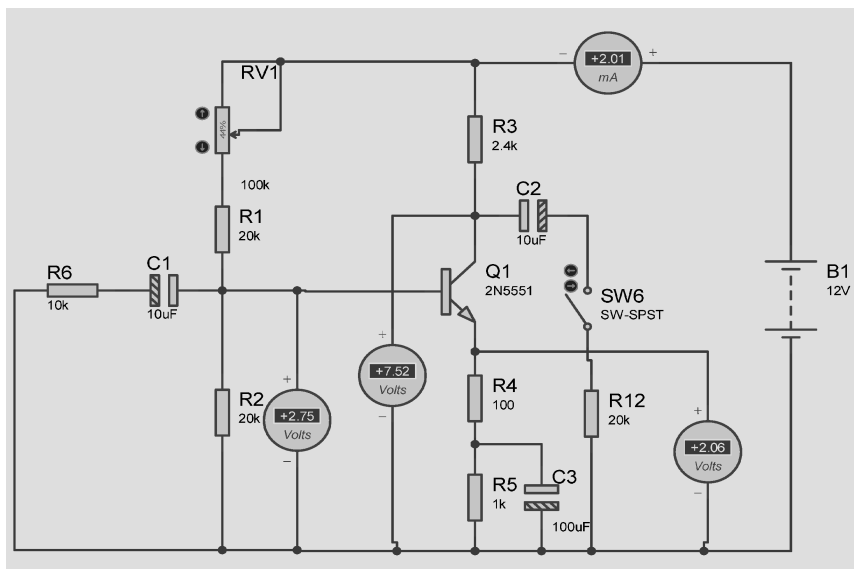 RV1
44%
100k
+2.01
mA
R3
2.4k
R1
20k
C2
10uF
R6
10k
C1
10uF
Q1
2N5551
SW6
SW-SPST
B1
12V
+7.52
Volts
R2
20k
+2.75
Volts
R4
100
R12
20k
+2.06
Volts
R5
1k
C3
100uF